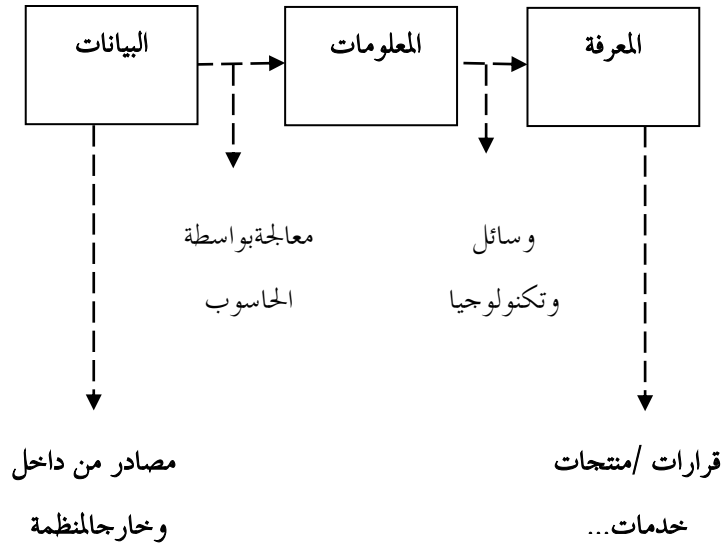 البيانات
المعلومات
المعرفة
معالجةبواسطة
الحاسوب
وسائل
وتكنولوجيا
مصادر من داخل
وخارجالمنظمة
قرارات /منتجات
خدمات...